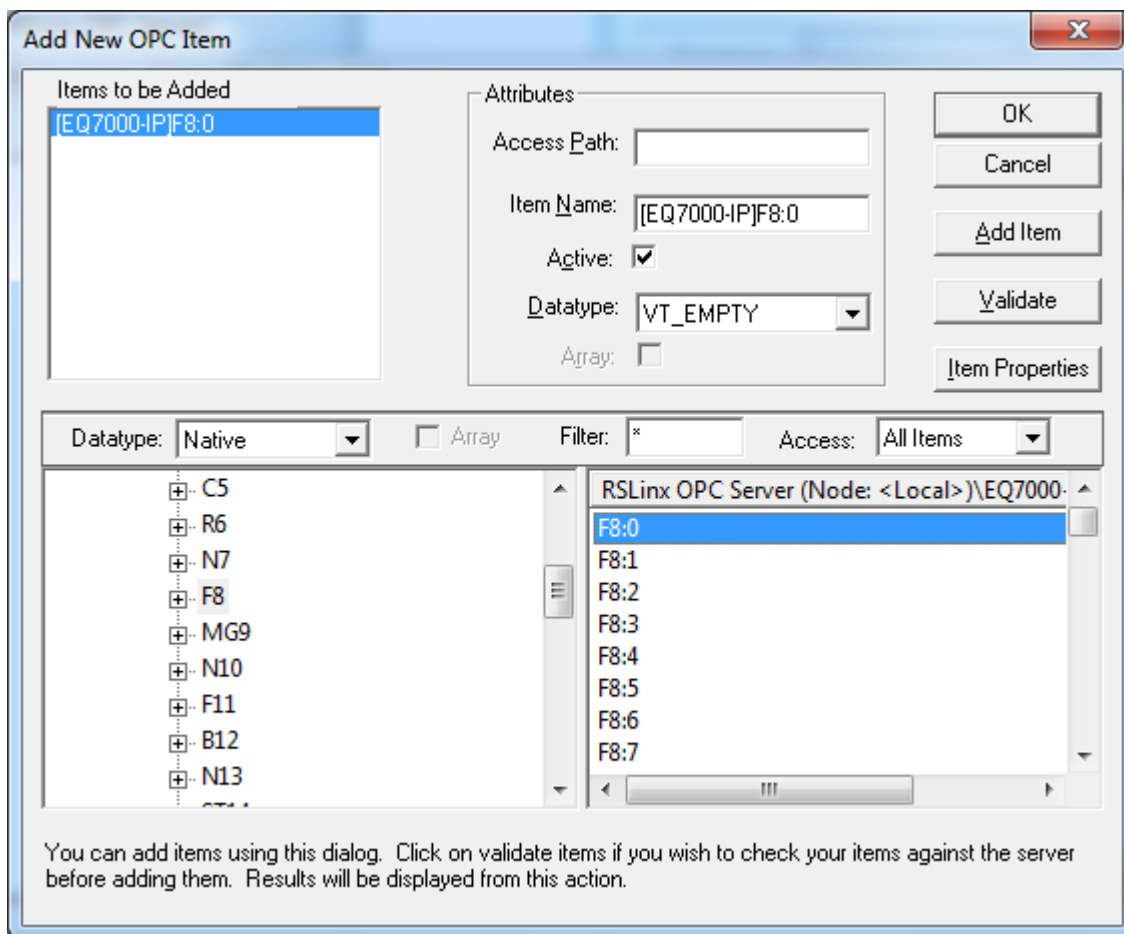 Add New OPC Item
Items to be Added
[EQ7000-IP]F8:0
Attributes
Access Path:
Item Name: [EQ7000-IP]F8:0
Active:
Datatype: VT_EMPTY
Array:
OK
Cancel
Add Item
Validate
Item Properties
Datatype: Native Array Filter: * Access: All Items
C5
R6
N7
F8
MG9
N10
F11
B12
N13
RSLinx OPC Server (Node: <Local>)\EQ7000-
F8:0
F8:1
F8:2
F8:3
F8:4
F8:5
F8:6
F8:7
You can add items using this dialog. Click on validate items if you wish to check your items against the server
before adding them. Results will be displayed from this action.